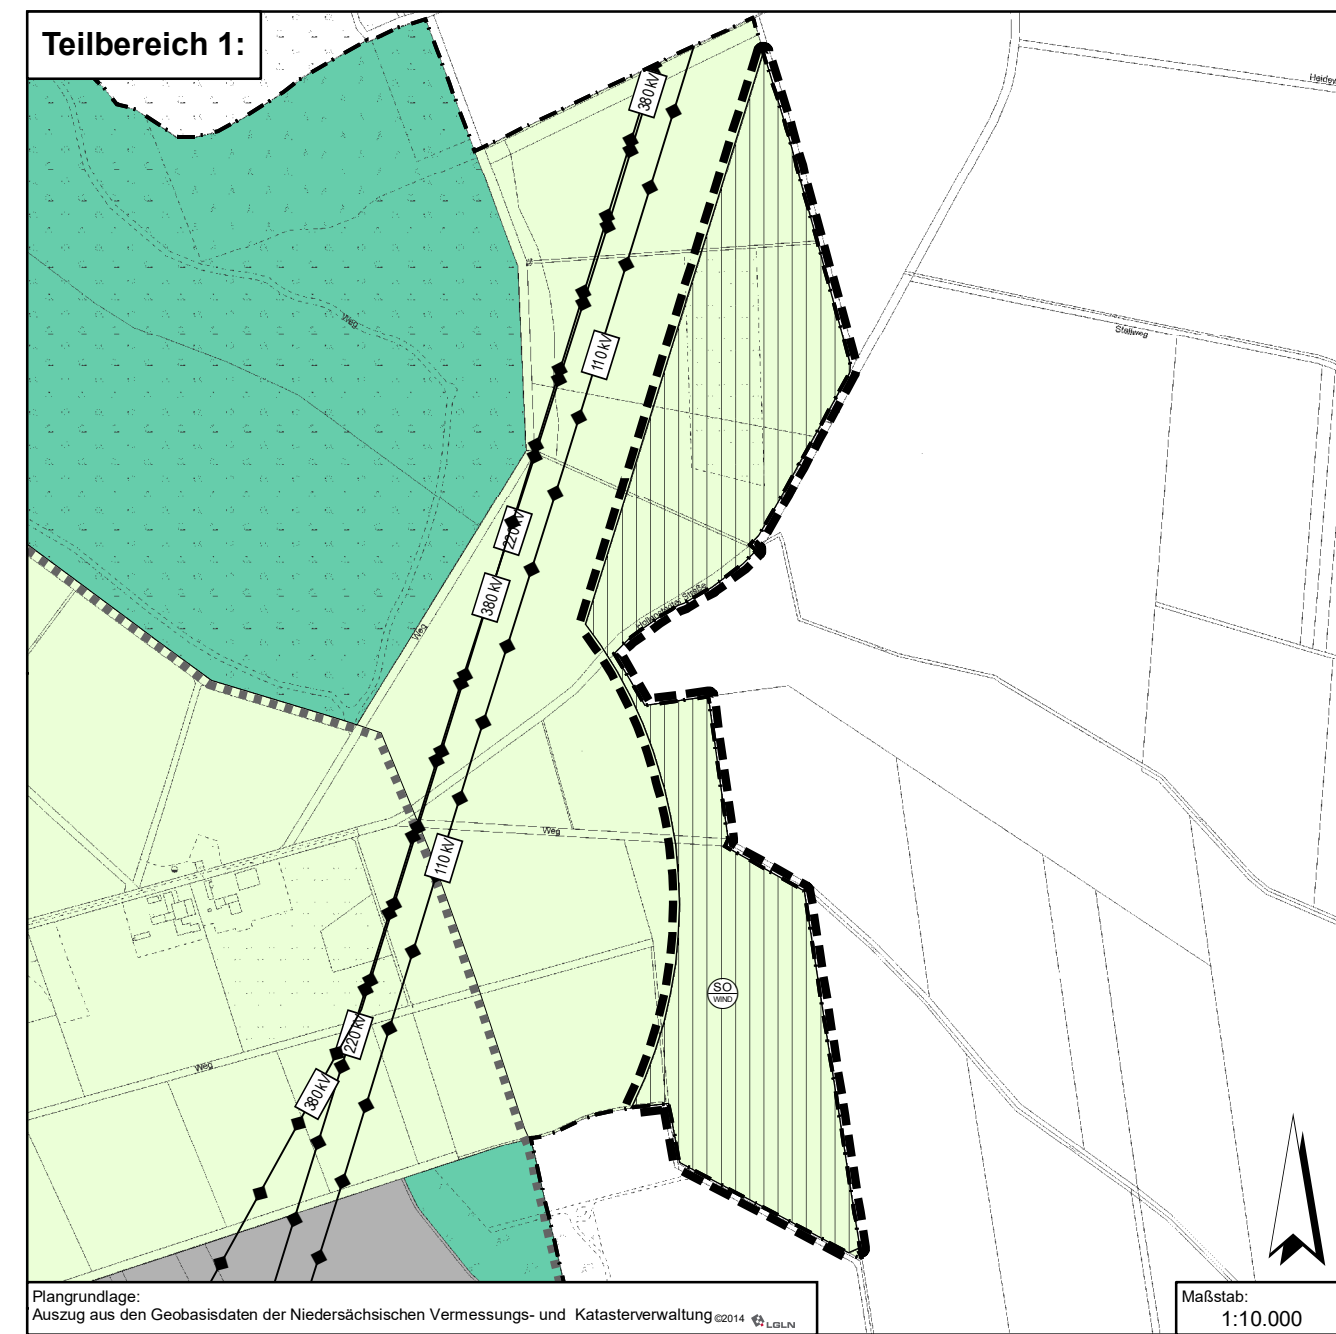 Teilbereich 1:
380 kV
Heidew
Stallweg
Weg
110 kV
220 kV
380 kV
Weg
Weg
110 kV
SO
WIND
220 kV
Weg
380 kV
Plangrundlage:
Auszug aus den Geobasisdaten der Niedersächsischen Vermessungs- und Katasterverwaltung ©2014 LGLN
Maßstab:
1:10.000